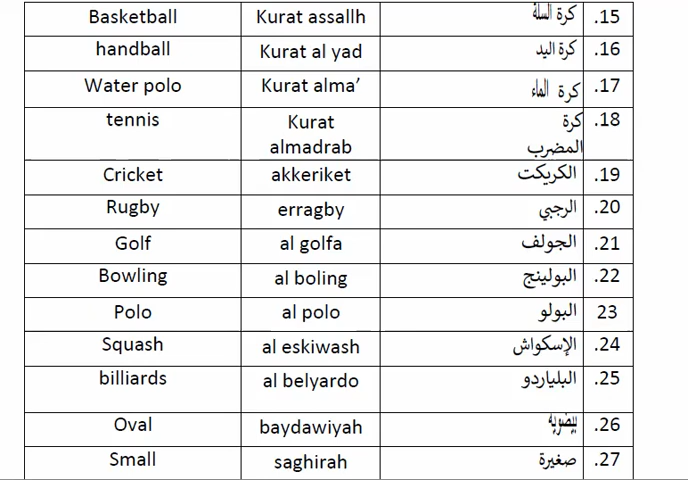 Basketball Kurat assallh كرة السلة .15
handball Kurat al yad كرة اليد .16
Water polo Kurat alma’ كرة الماء .17
tennis Kurat almadrab كرة المضرب .18
Cricket akkeriket الكريكت .19
Rugby erragby الرجبي .20
Golf al golfa الجولف .21
Bowling al boling البولينج .22
Polo al polo البولو 23
Squash al eskiwash الإسكواش .24
billiards al belyardo البلياردو .25
Oval baydawiyah بيضوية .26
Small saghirah صغيرة .27